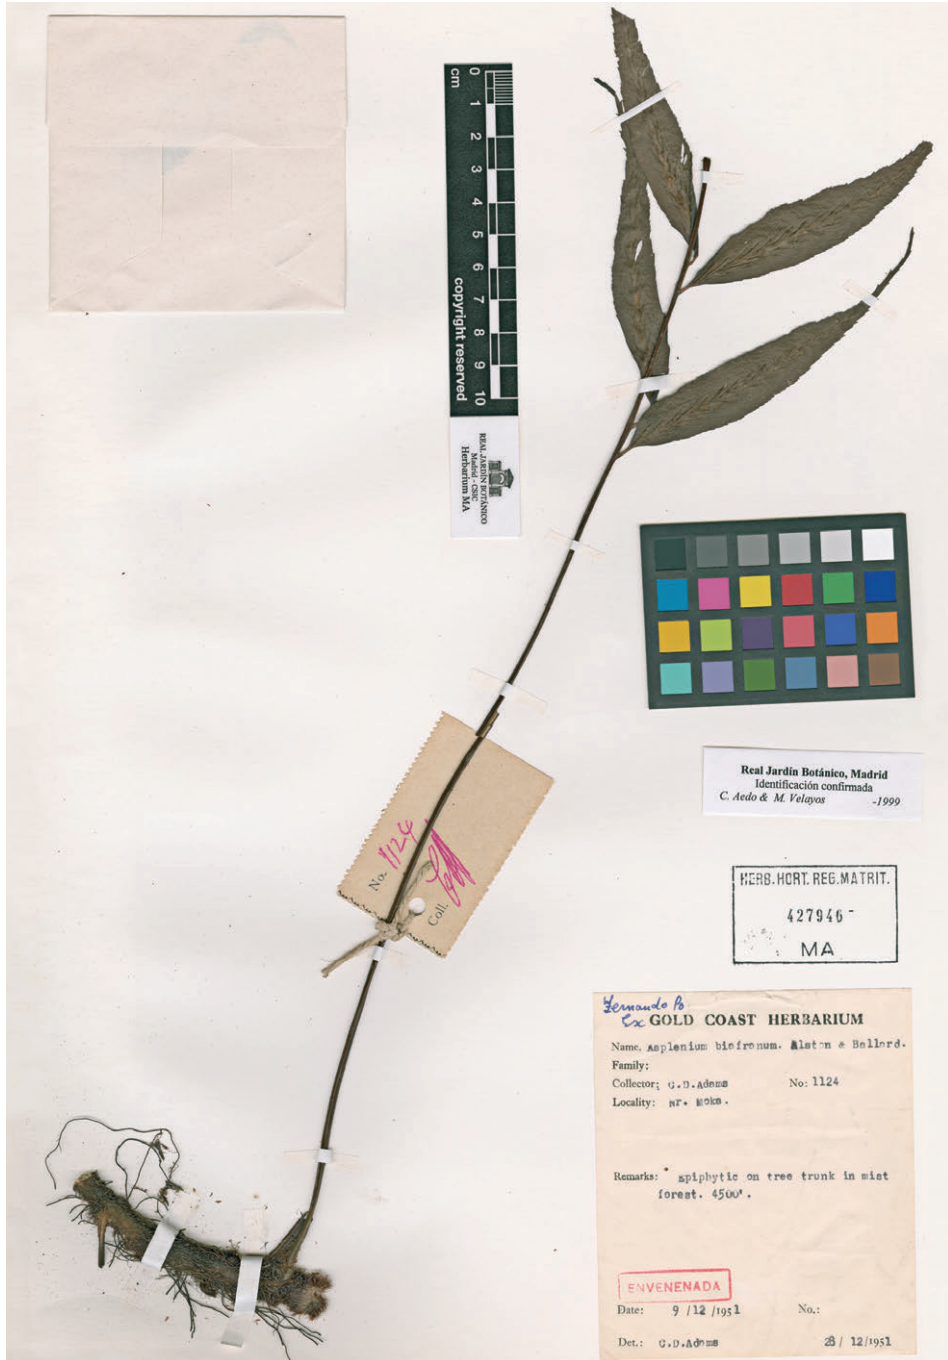 cm
0
1
2
3
4
5
6
7
8
9
10
copyright reserved
REAL JARDÍN BOTÁNICO
Madrid - CSIC
Herbarium MA
No. 1124
Coll.
Real Jardín Botánico, Madrid
Identificación confirmada
C. Aedo & M. Velayos -1999
HERB. HORT. REG. MATRIT.
427946-
MA
Fernando Po
Ex GOLD COAST HERBARIUM
Name. Asplenium biafranum. Alston & Ballard.
Family:
Collector; C.D.Adams No: 1124
Locality: Nr. Moka.
Remarks: Epiphytic on tree trunk in mist
forest. 4500'.
ENVENENADA
Date: 9 /12 /1951 No.:
Det.: C.D.Adams 28/ 12/1951